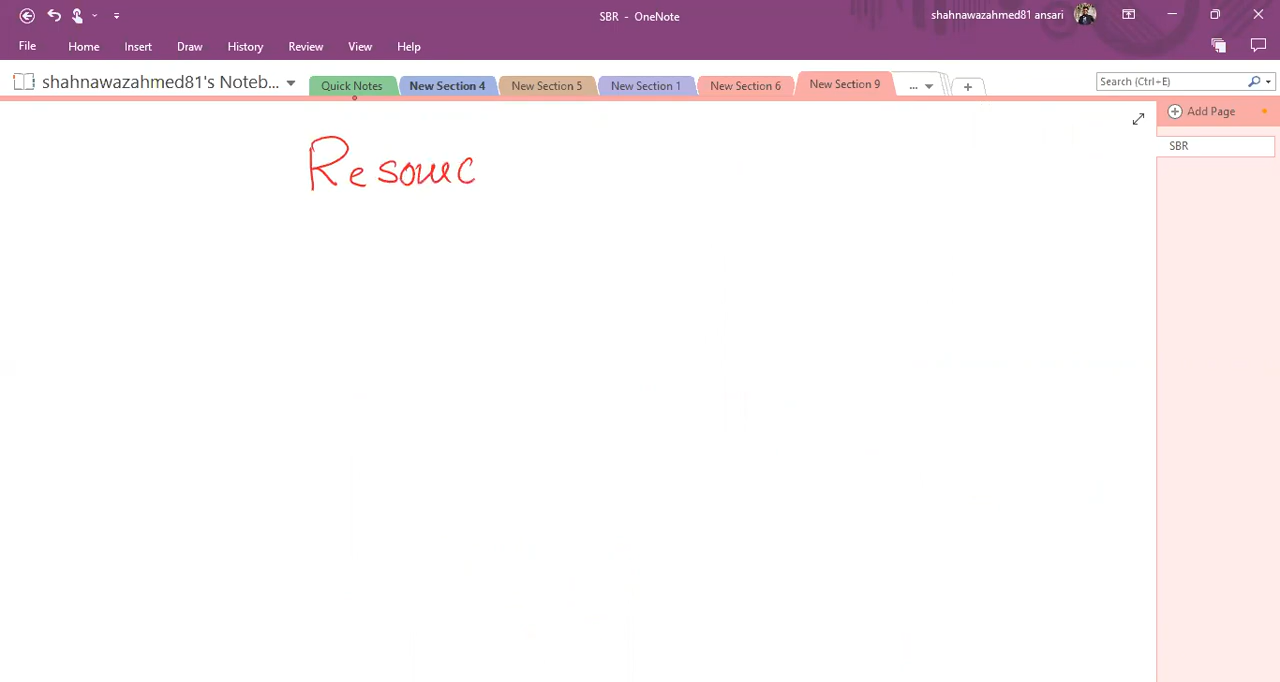 SBR - OneNote
shahnawazahmed81 ansari
File Home Insert Draw History Review View Help
shahnawazahmed81's Noteb...
Quick Notes New Section 4 New Section 5 New Section 1 New Section 6 New Section 9 ... +
Search (Ctrl+E)
Add Page
SBR
Resourc